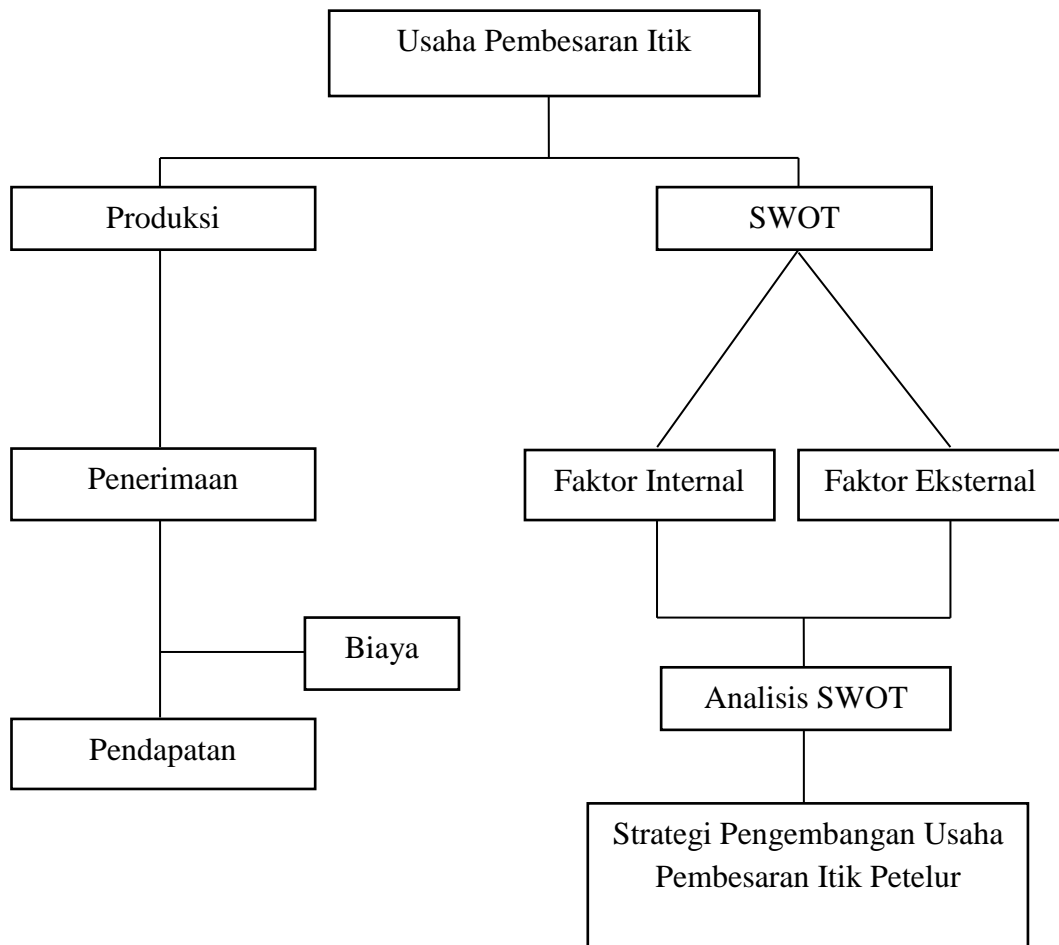 Usaha Pembesaran Itik
Produksi
SWOT
Penerimaan
Faktor Internal
Faktor Eksternal
Biaya
Analisis SWOT
Pendapatan
Strategi Pengembangan Usaha
Pembesaran Itik Petelur